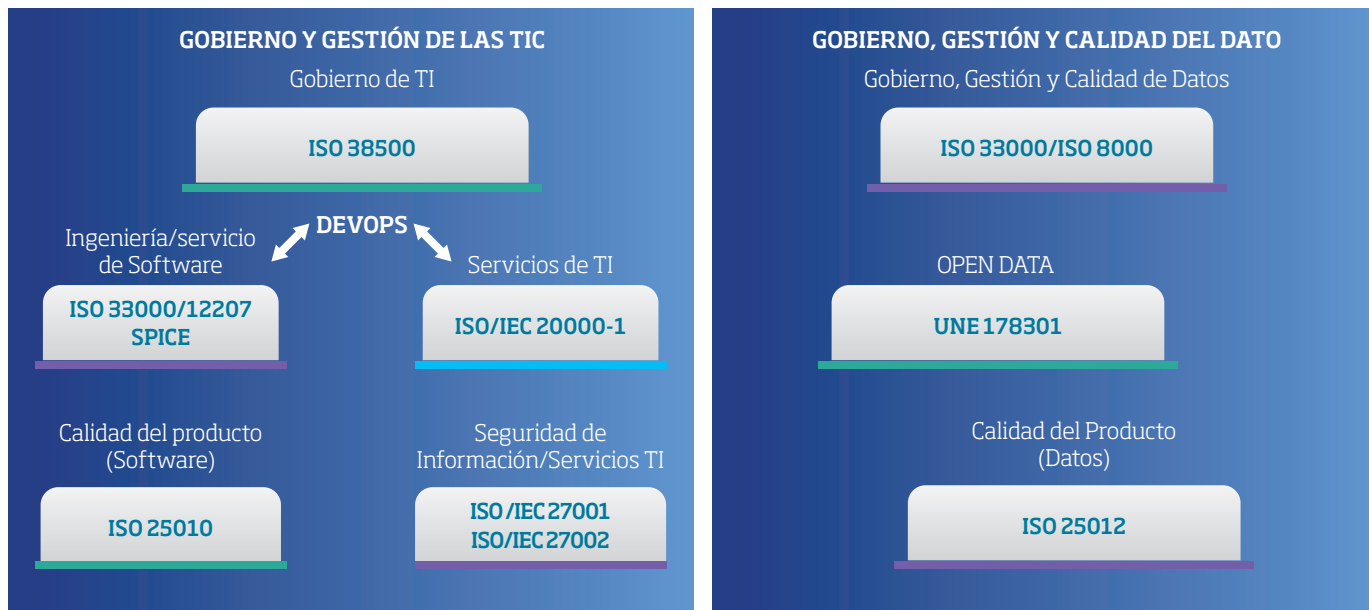 GOBIERNO Y GESTIÓN DE LAS TIC
Gobierno de TI
ISO 38500
DEVOPS
Ingeniería/servicio
de Software
ISO 33000/12207
SPICE
Servicios de TI
ISO/IEC 20000-1
Calidad del producto
(Software)
ISO 25010
Seguridad de
Información/Servicios TI
ISO /IEC 27001
ISO/IEC 27002
GOBIERNO, GESTIÓN Y CALIDAD DEL DATO
Gobierno, Gestión y Calidad de Datos
ISO 33000/ISO 8000
OPEN DATA
UNE 178301
Calidad del Producto
(Datos)
ISO 25012